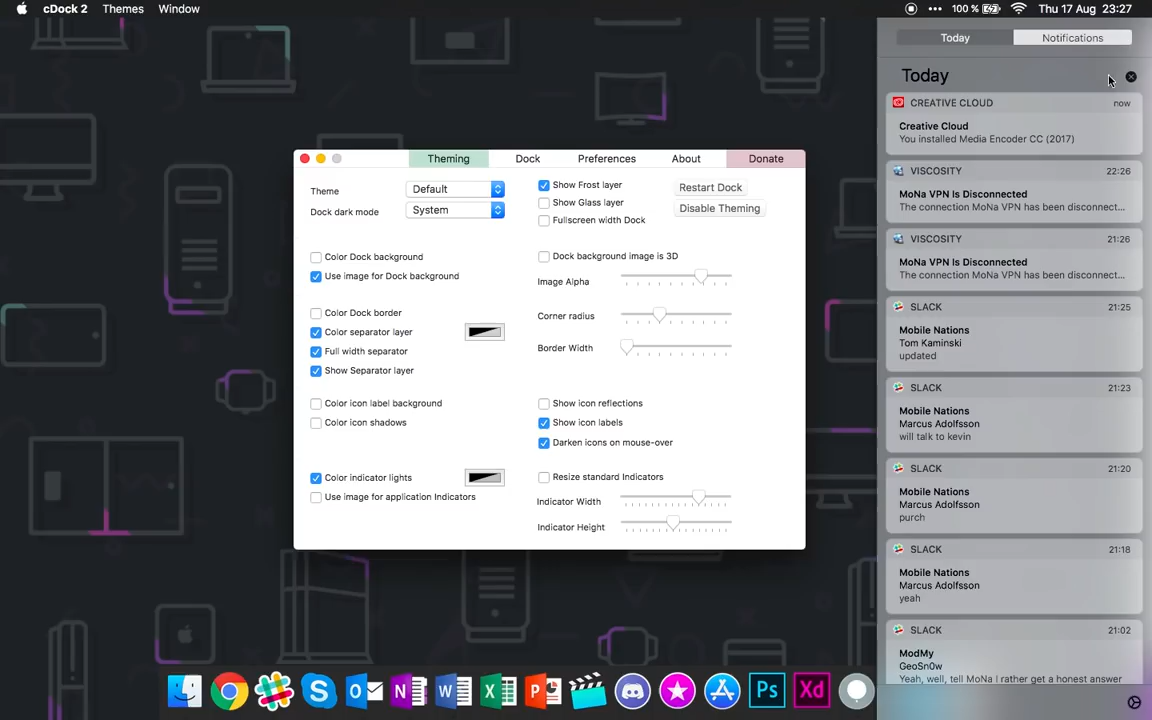 cDock 2 Themes Window 100 % Thu 17 Aug 23:27
Theming Dock Preferences About Donate
Theme Default
Dock dark mode System
Show Frost layer
Show Glass layer
Fullscreen width Dock
Restart Dock
Disable Theming
Color Dock background
Use image for Dock background
Dock background image is 3D
Image Alpha
Corner radius
Border Width
Color Dock border
Color separator layer
Full width separator
Show Separator layer
Color icon label background
Color icon shadows
Show icon reflections
Show icon labels
Darken icons on mouse-over
Color indicator lights
Use image for application Indicators
Resize standard Indicators
Indicator Width
Indicator Height
Today Notifications
Today
CREATIVE CLOUD now
Creative Cloud
You installed Media Encoder CC (2017)
VISCOSITY 22:26
MoNa VPN Is Disconnected
The connection MoNa VPN has been disconnect...
VISCOSITY 21:26
MoNa VPN Is Disconnected
The connection MoNa VPN has been disconnect...
SLACK 21:25
Mobile Nations
Tom Kaminski
updated
SLACK 21:23
Mobile Nations
Marcus Adolfsson
will talk to kevin
SLACK 21:20
Mobile Nations
Marcus Adolfsson
purch
SLACK 21:18
Mobile Nations
Marcus Adolfsson
yeah
SLACK 21:02
ModMy
GeoSn0w
Yeah, well, tell MoNa I rather get a honest answer
S O N W X P Ps Xd